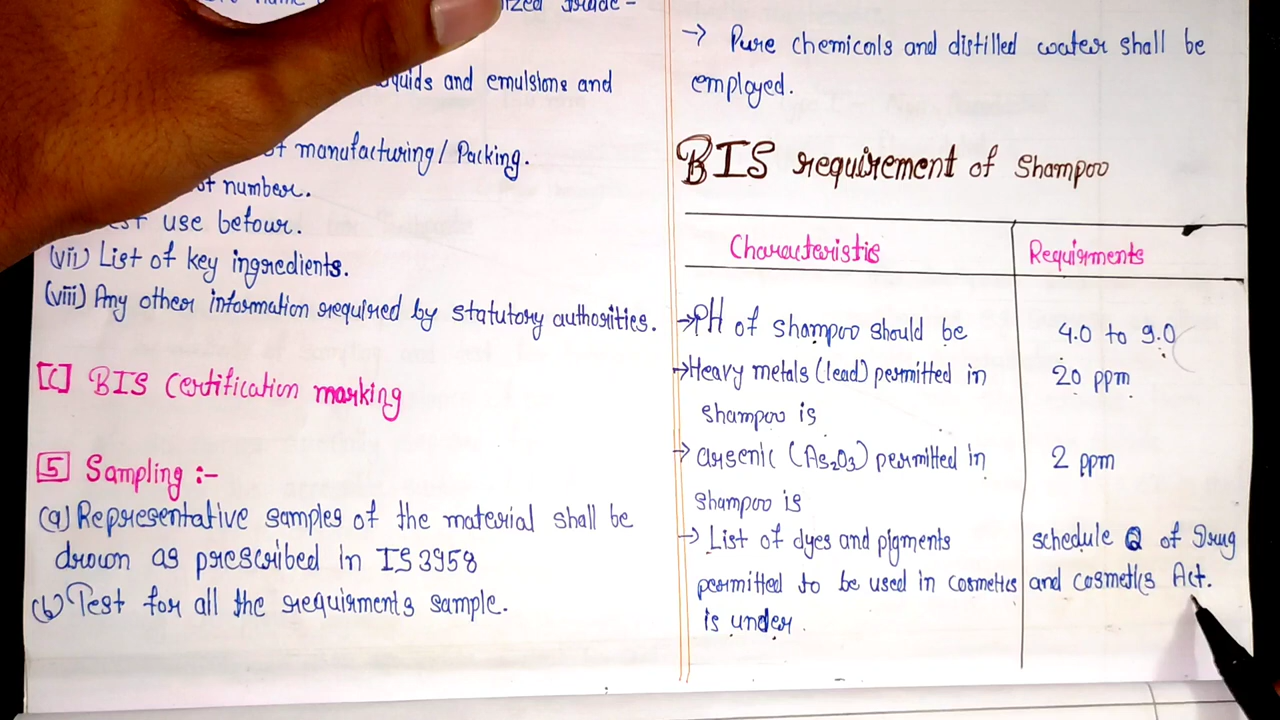 quids and emulsions and
manufacturing/ Packing.
number.
use befour.
(vii) List of key ingredients.
(viii) Any other information required by statutory authorities.
[C] BIS Certification marking
5 Sampling :-
(a) Representative samples of the material shall be
drown as prescribed in IS 3958
(b) Test for all the requirments sample.
→ Pure chemicals and distilled water shall be
employed.
BIS requirement of Shampoo
Characteristic Requirments
→ PH of shampoo should be 4.0 to 9.0
→ Heavy metals (lead) permitted in 20 ppm
shampoo is
→ arsenic (As2O3) permitted in 2 ppm
shampoo is
→ List of dyes and pigments schedule Q of Drug
permitted to be used in cosmetics and cosmetics Act.
is under.